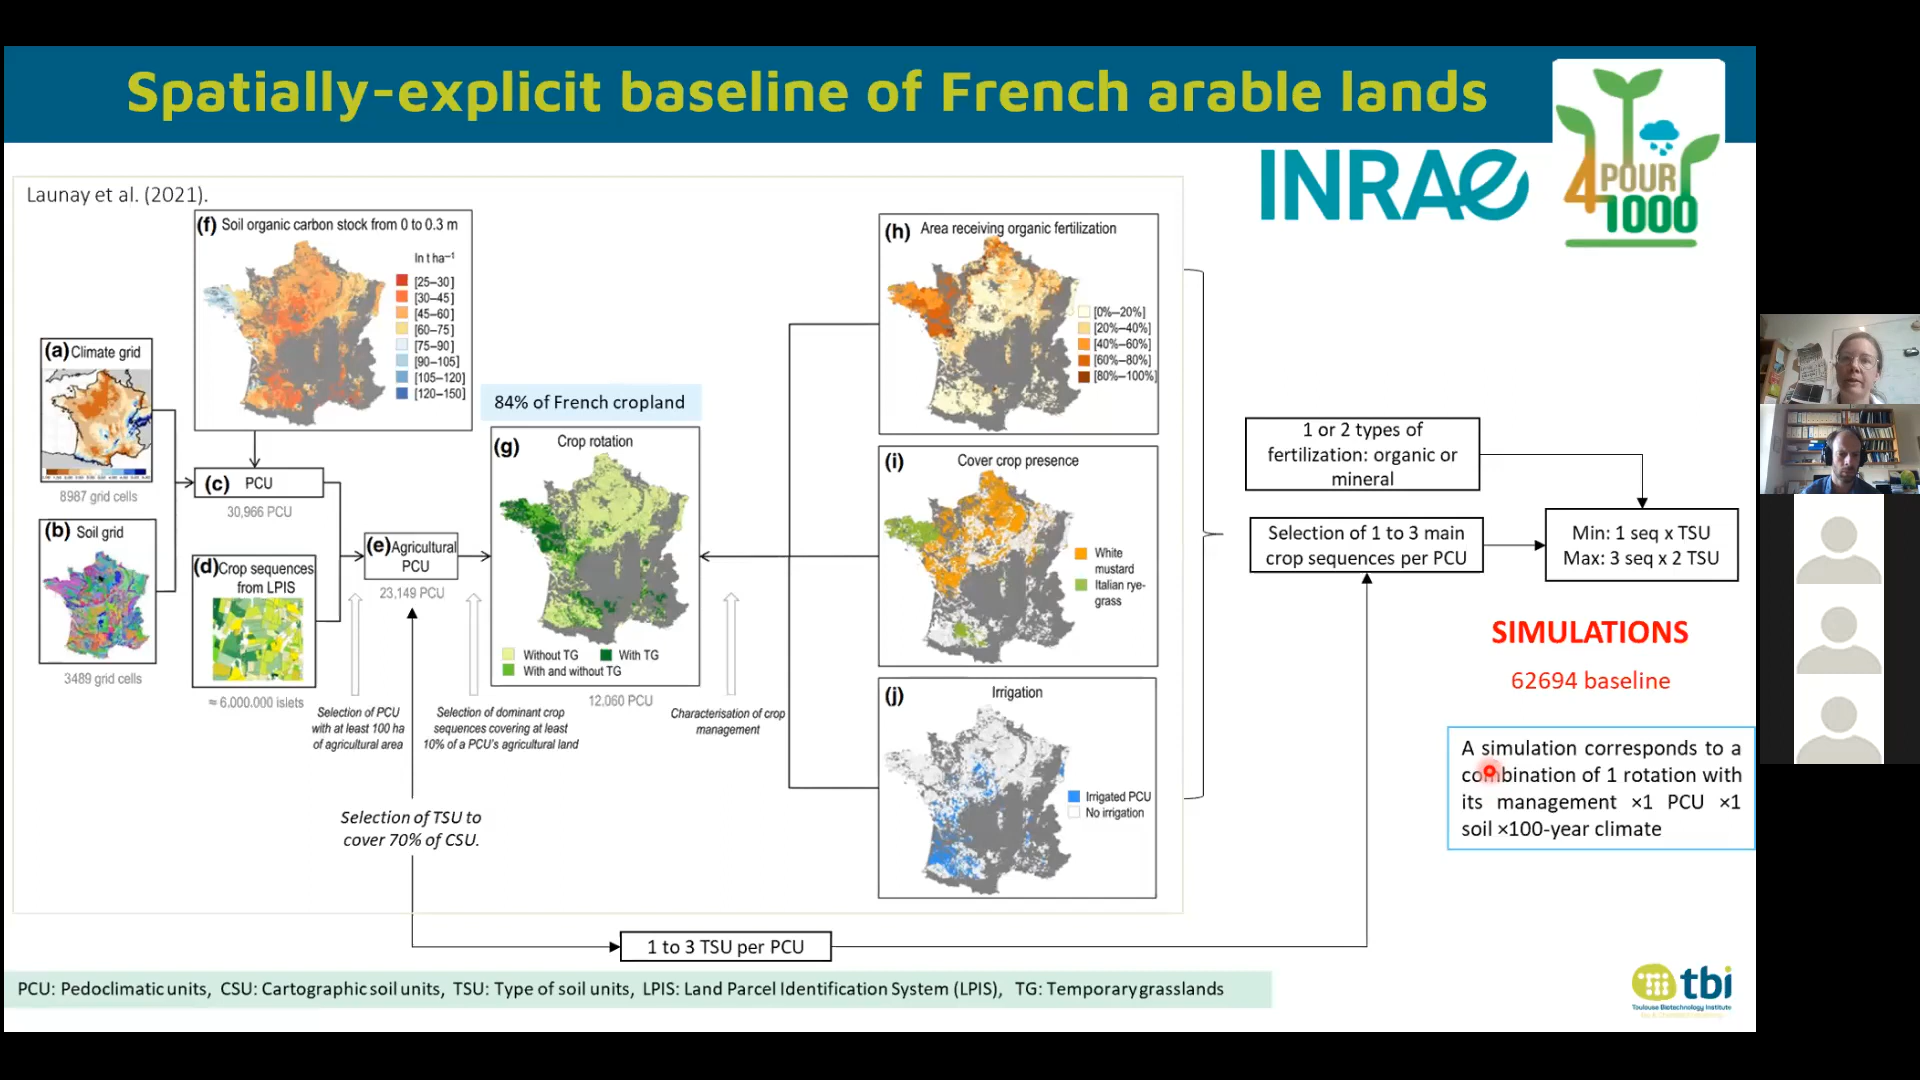 Spatially-explicit baseline of French arable lands
INRAE
4 POUR
1000
Launay et al. (2021).
(f) Soil organic carbon stock from 0 to 0.3 m
In t ha⁻¹
[25–30]
[30–45]
[45–60]
[60–75]
[75–90]
[90–105]
[105–120]
[120–150]
(a) Climate grid
8987 grid cells
(b) Soil grid
3489 grid cells
(c) PCU
30,966 PCU
(d) Crop sequences
from LPIS
≈ 6.000.000 islets
(e) Agricultural
PCU
23,149 PCU
84% of French cropland
(g) Crop rotation
Without TG
With TG
With and without TG
12,060 PCU
Selection of PCU
with at least 100 ha
of agricultural area
Selection of dominant crop
sequences covering at least
10% of a PCU's agricultural land
Characterisation of crop
management
Selection of TSU to
cover 70% of CSU.
(h) Area receiving organic fertilization
[0%–20%]
[20%–40%]
[40%–60%]
[60%–80%]
[80%–100%]
(i) Cover crop presence
White
mustard
Italian rye-
grass
(j) Irrigation
Irrigated PCU
No irrigation
1 or 2 types of
fertilization: organic or
mineral
Selection of 1 to 3 main
crop sequences per PCU
Min: 1 seq x TSU
Max: 3 seq x 2 TSU
SIMULATIONS
62694 baseline
A simulation corresponds to a
combination of 1 rotation with
its management ×1 PCU ×1
soil ×100-year climate
1 to 3 TSU per PCU
PCU: Pedoclimatic units, CSU: Cartographic soil units, TSU: Type of soil units, LPIS: Land Parcel Identification System (LPIS), TG: Temporary grasslands
tbi
Toulouse Biotechnology Institute